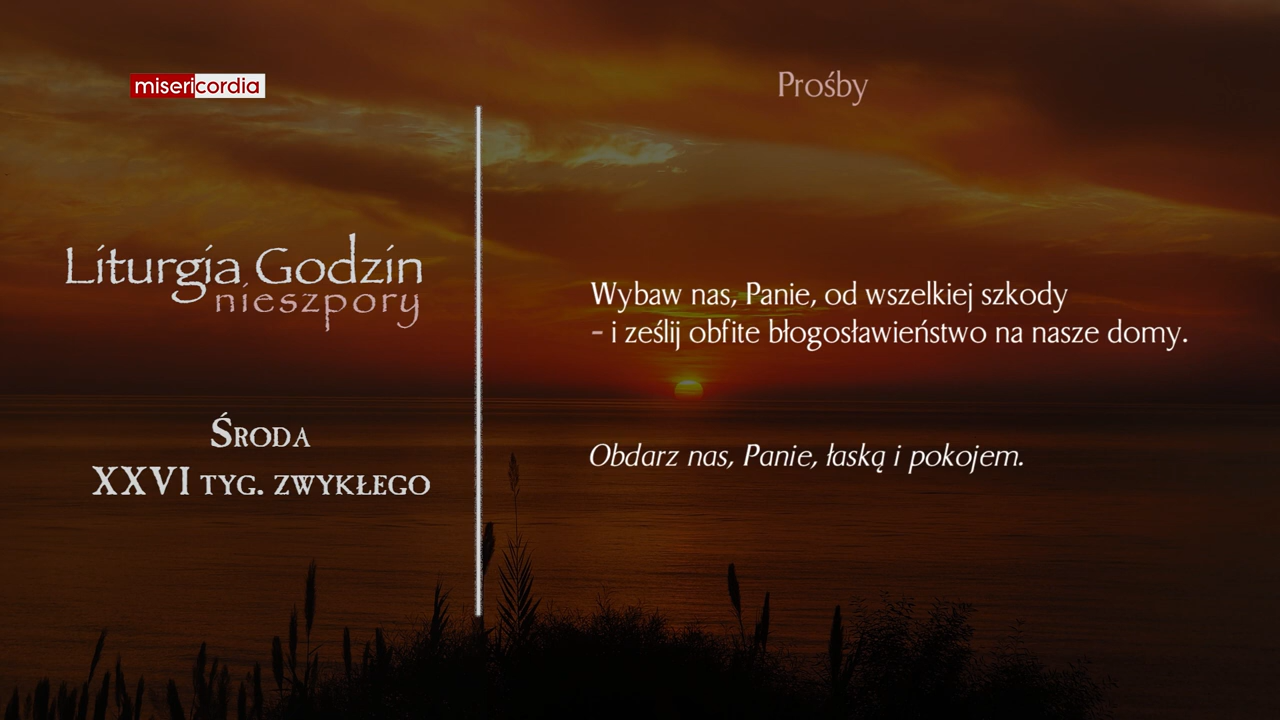 misericordia
Liturgia Godzin
nieszpory
Środa
XXVI tyg. zwykłego
Prośby
Wybaw nas, Panie, od wszelkiej szkody
– i ześlij obfite błogosławieństwo na nasze domy.
Obdarz nas, Panie, łaską i pokojem.